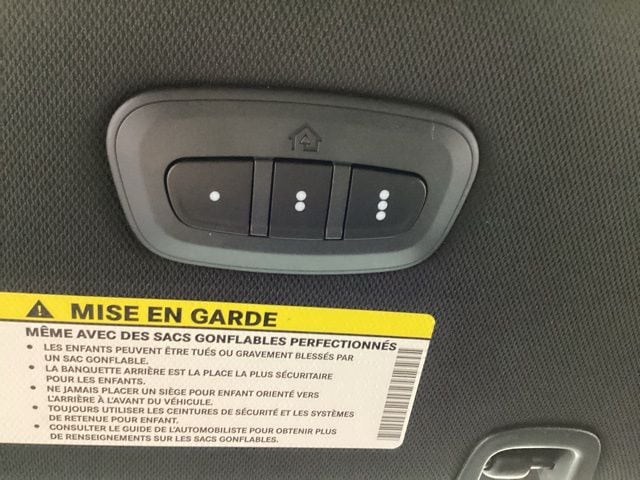 MISE EN GARDE
MÊME AVEC DES SACS GONFLABLES PERFECTIONNÉS
• LES ENFANTS PEUVENT ÊTRE TUÉS OU GRAVEMENT BLESSÉS PAR
UN SAC GONFLABLE.
• LA BANQUETTE ARRIÈRE EST LA PLACE LA PLUS SÉCURITAIRE
POUR LES ENFANTS.
• NE JAMAIS PLACER UN SIÈGE POUR ENFANT ORIENTÉ VERS
L'ARRIÈRE À L'AVANT DU VÉHICULE.
• TOUJOURS UTILISER LES CEINTURES DE SÉCURITÉ ET LES SYSTÈMES
DE RETENUE POUR ENFANT.
• CONSULTER LE GUIDE DE L'AUTOMOBILISTE POUR OBTENIR PLUS
DE RENSEIGNEMENTS SUR LES SACS GONFLABLES.